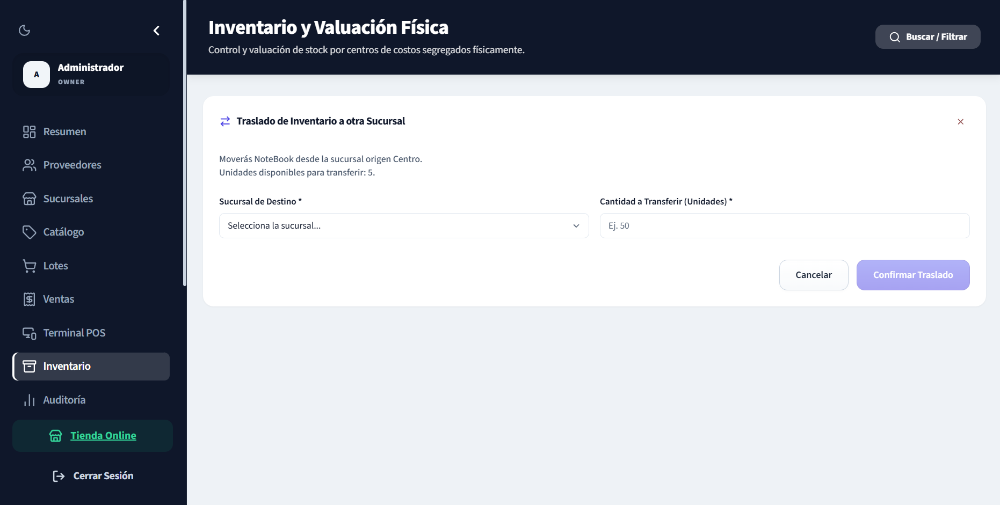 A
Administrador
OWNER
Resumen
Proveedores
Sucursales
Catálogo
Lotes
Ventas
Terminal POS
Inventario
Auditoría
Tienda Online
Cerrar Sesión
Inventario y Valuación Física
Control y valuación de stock por centros de costos segregados físicamente.
Buscar / Filtrar
Traslado de Inventario a otra Sucursal
Moverás NoteBook desde la sucursal origen Centro.
Unidades disponibles para transferir: 5.
Sucursal de Destino *
Selecciona la sucursal...
Cantidad a Transferir (Unidades) *
Ej. 50
Cancelar
Confirmar Traslado